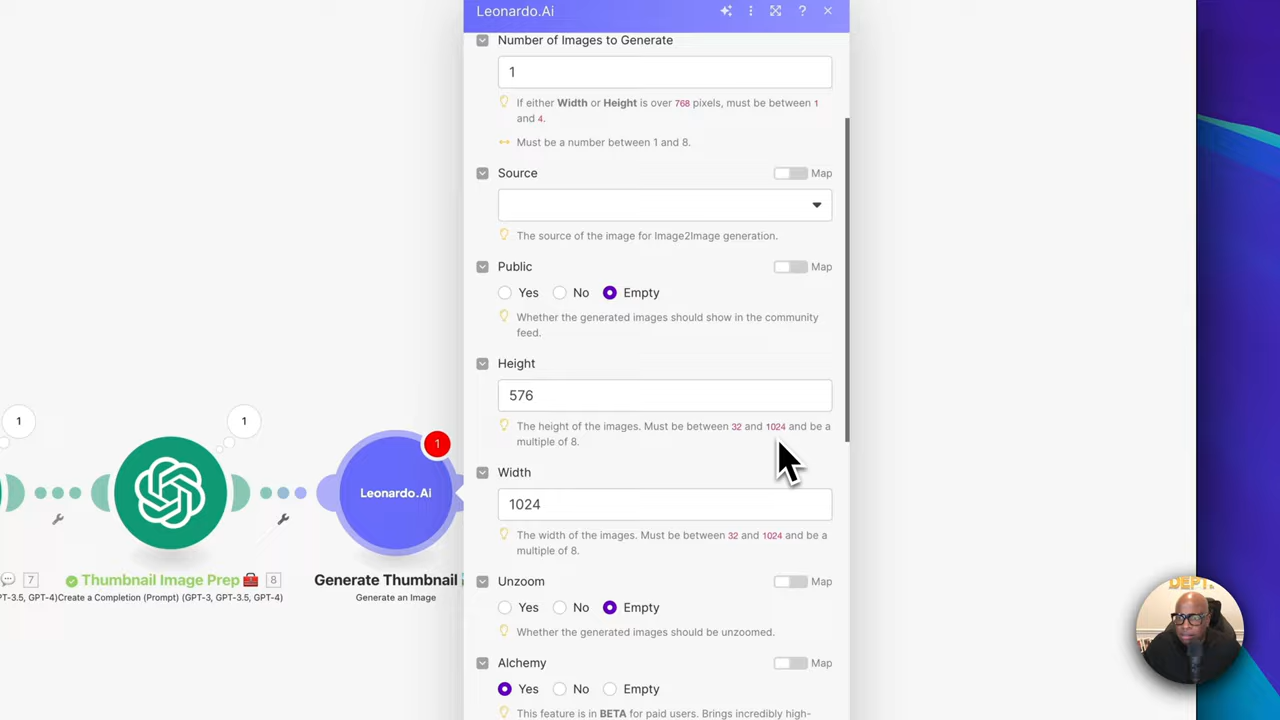 Leonardo.Ai
?
Number of Images to Generate
1
If either Width or Height is over 768 pixels, must be between 1
and 4.
Must be a number between 1 and 8.
Source
Map
The source of the image for Image2Image generation.
Public
Map
Yes
No
Empty
Whether the generated images should show in the community
feed.
Height
576
The height of the images. Must be between 32 and 1024 and be a
multiple of 8.
Width
1024
The width of the images. Must be between 32 and 1024 and be a
multiple of 8.
Unzoom
Map
Yes
No
Empty
Whether the generated images should be unzoomed.
Alchemy
Map
Yes
No
Empty
This feature is in BETA for paid users. Brings incredibly high-
1
1
1
Leonardo.Ai
7
Thumbnail Image Prep
8
PT-3.5, GPT-4)
Create a Completion (Prompt) (GPT-3, GPT-3.5, GPT-4)
Generate Thumbnail
Generate an Image
DEPT